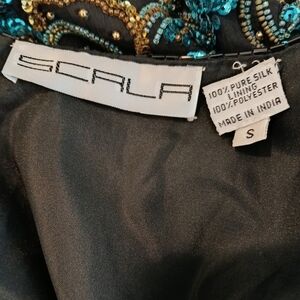 SCALA
100% PURE SILK
LINING
100% POLYESTER
MADE IN INDIA
S